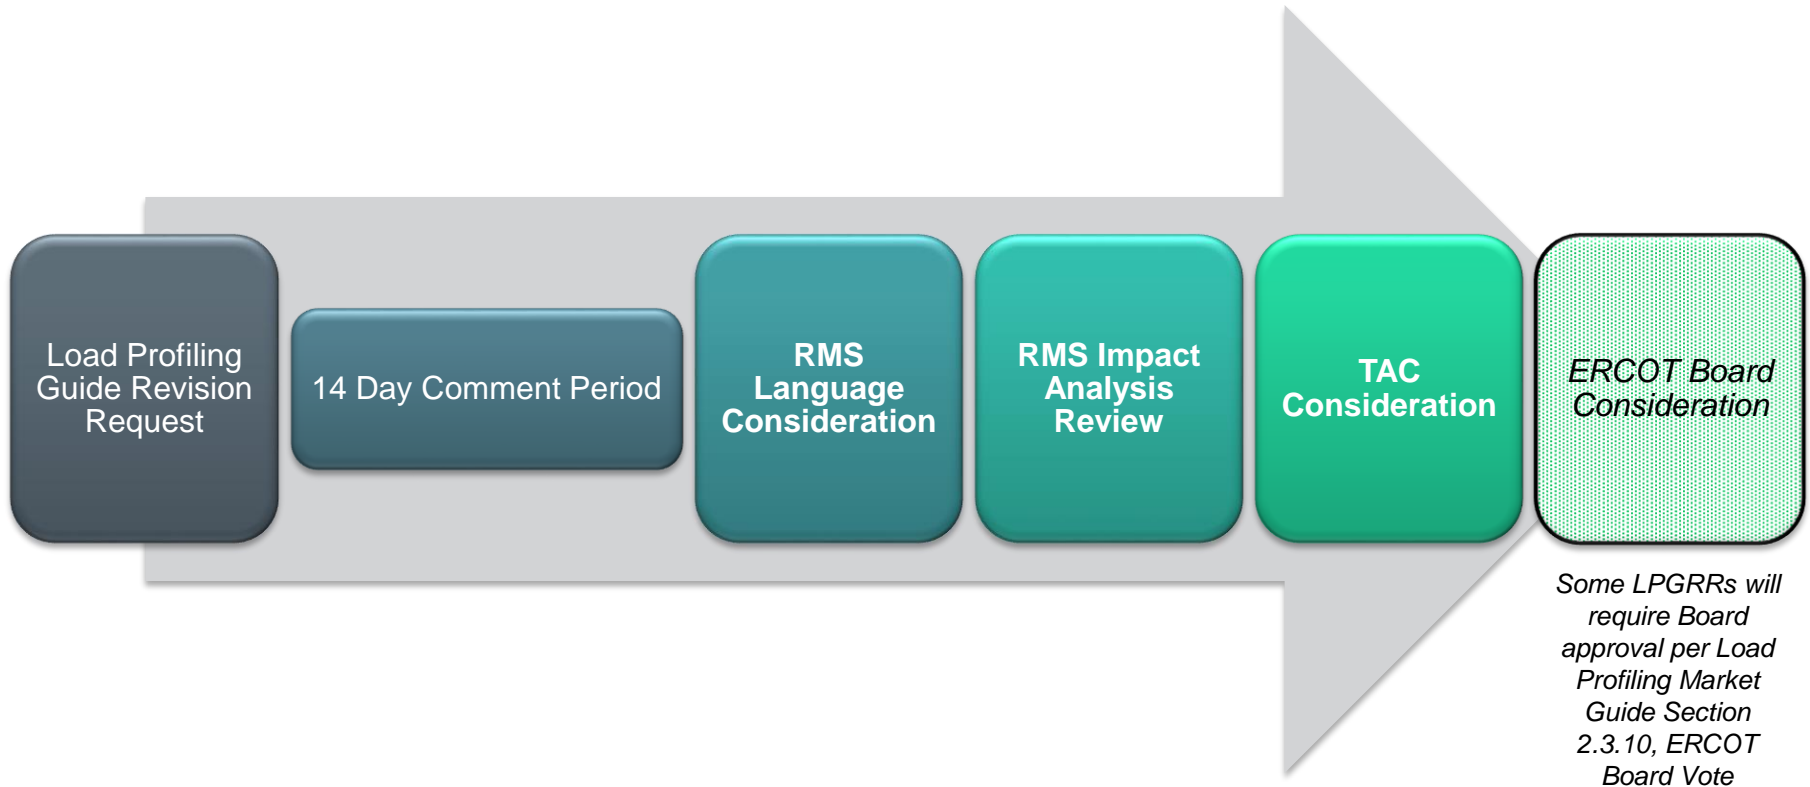 Load Profiling
Guide Revision
Request
14 Day Comment Period
RMS
Language
Consideration
RMS Impact
Analysis
Review
TAC
Consideration
ERCOT Board
Consideration
Some LPGRRs will
require Board
approval per Load
Profiling Market
Guide Section
2.3.10, ERCOT
Board Vote